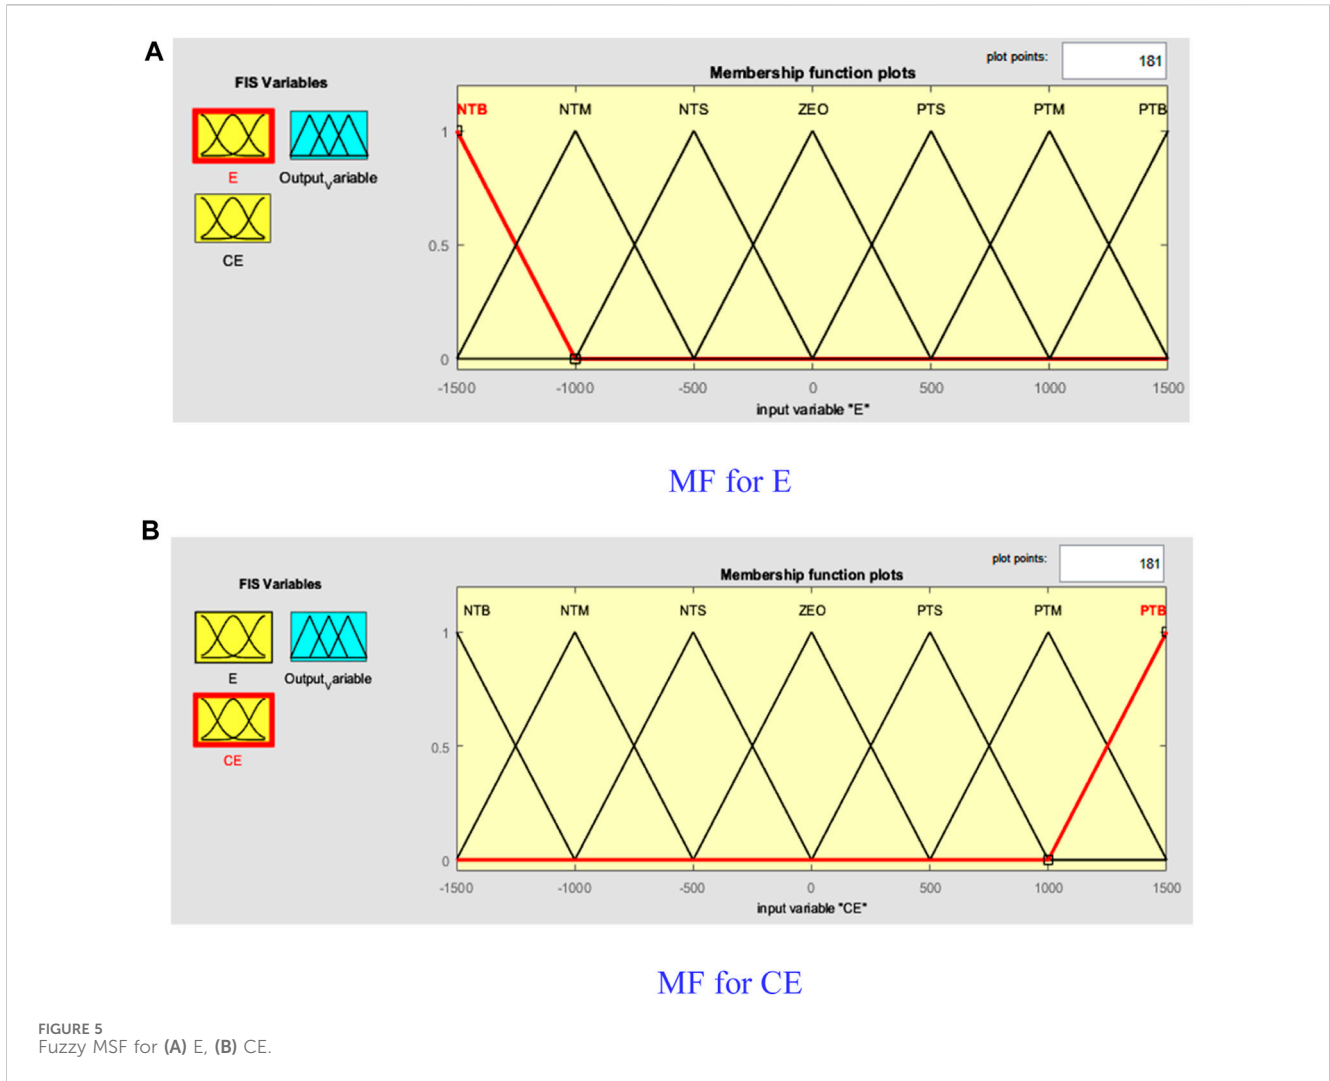 A
plot points: 181
FIS Variables
Membership function plots
NTB NTM NTS ZEO PTS PTM PTB
E
Output_Variable
CE
1
0.5
0
-1500 -1000 -500 0 500 1000 1500
input variable "E"
MF for E
B
plot points: 181
FIS Variables
Membership function plots
NTB NTM NTS ZEO PTS PTM PTB
E
Output_Variable
CE
1
0.5
0
-1500 -1000 -500 0 500 1000 1500
input variable "CE"
MF for CE
FIGURE 5
Fuzzy MSF for (A) E, (B) CE.